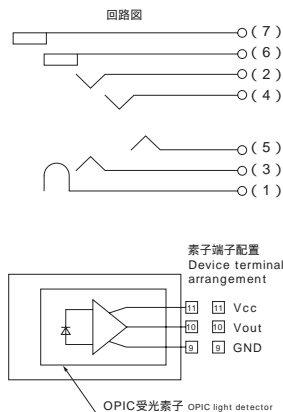 回路図
(7)
(6)
(2)
(4)
(5)
(3)
(1)
素子端子配置
Device terminal
arrangement
11 11 Vcc
10 10 Vout
9 9 GND
OPIC受光素子 OPIC light detector